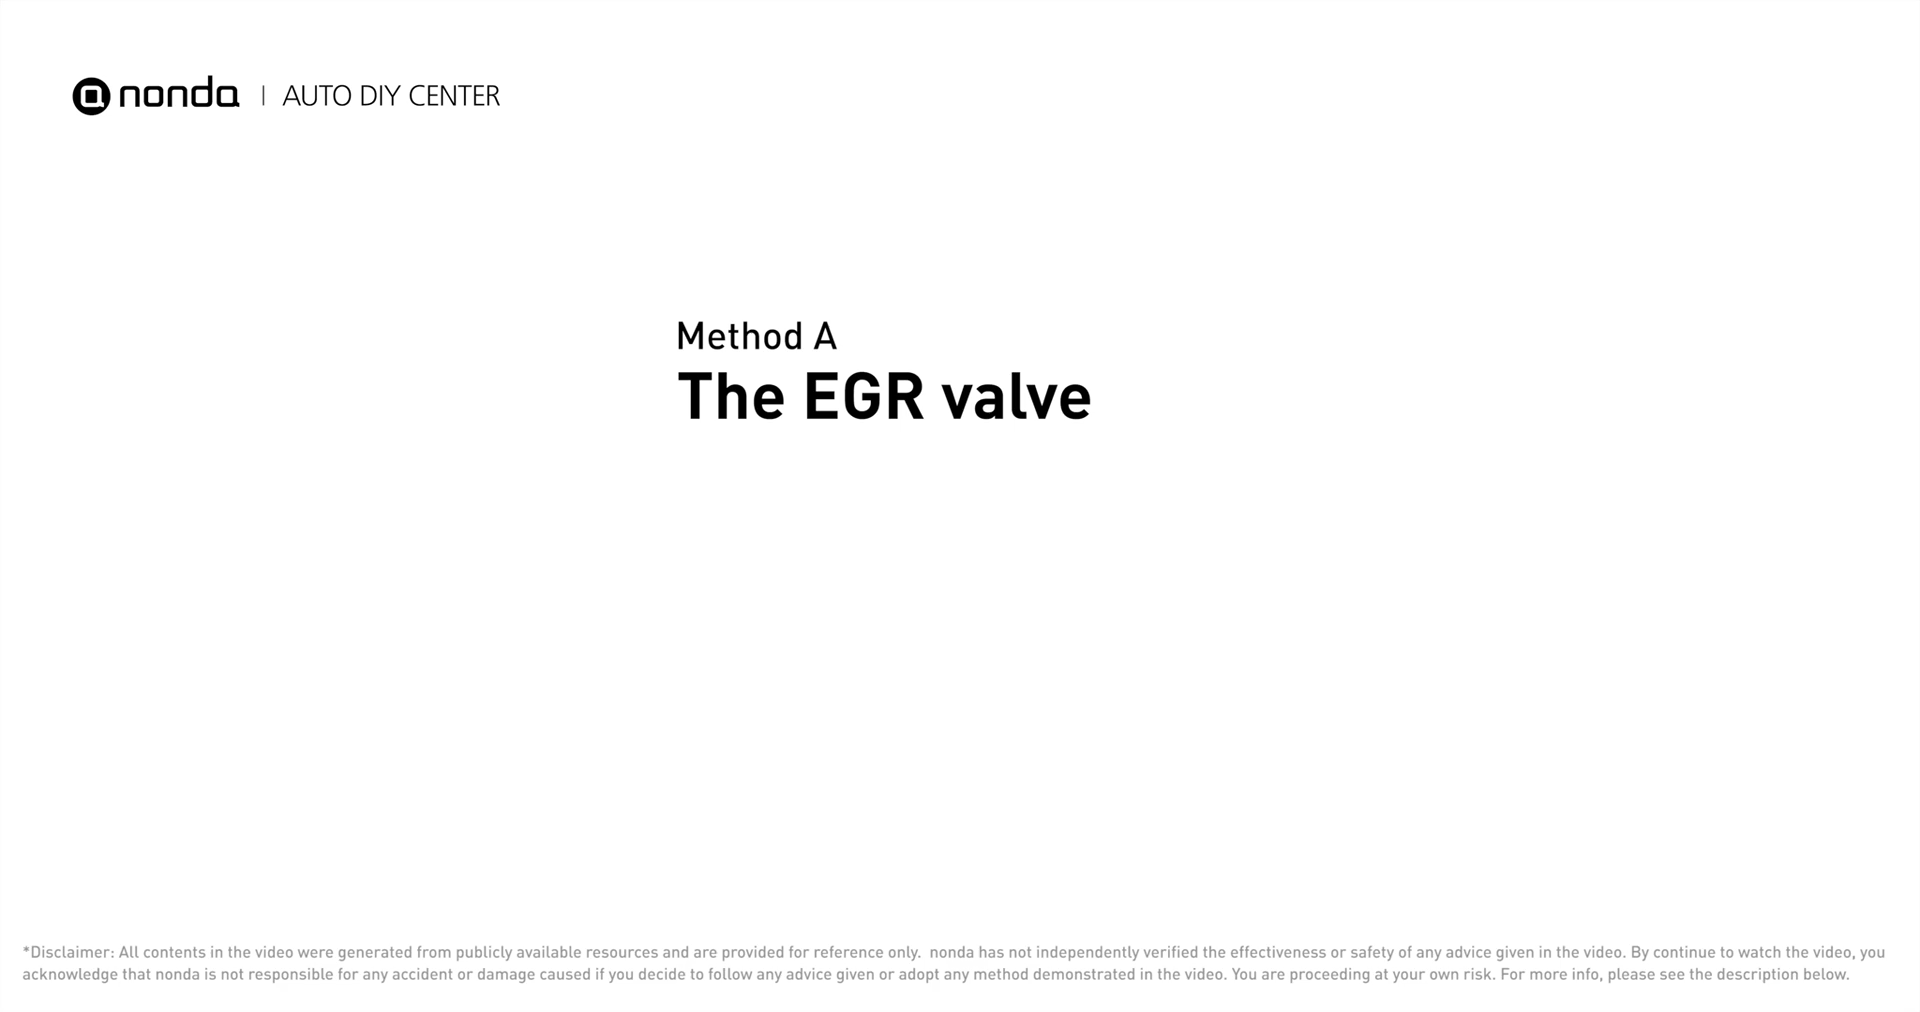 nonda | AUTO DIY CENTER
Method A
The EGR valve
*Disclaimer: All contents in the video were generated from publicly available resources and are provided for reference only. nonda has not independently verified the effectiveness or safety of any advice given in the video. By continue to watch the video, you
acknowledge that nonda is not responsible for any accident or damage caused if you decide to follow any advice given or adopt any method demonstrated in the video. You are proceeding at your own risk. For more info, please see the description below.